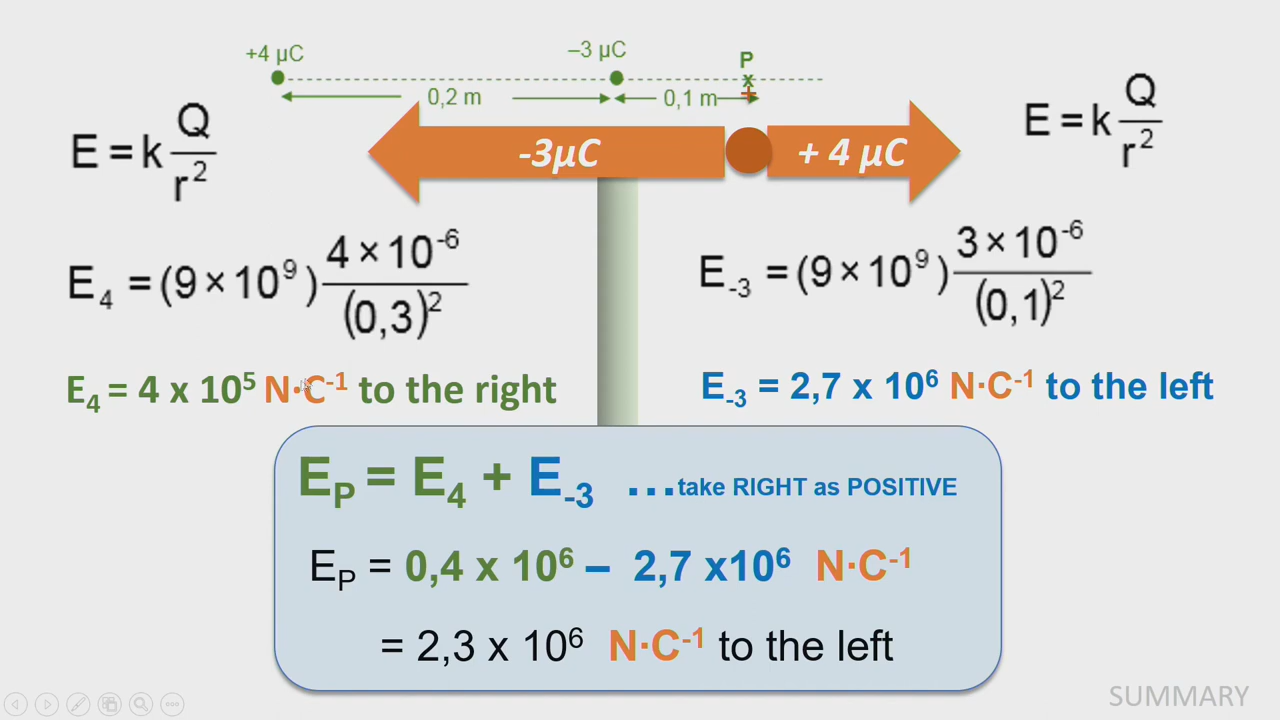 +4 µC
–3 µC
P
x
+
0,2 m
0,1 m
-3µC
+ 4 µC
E = k Q/r²
E = k Q/r²
E₄ = (9×10⁹) 4×10⁻⁶/(0,3)²
E₋₃ = (9×10⁹) 3×10⁻⁶/(0,1)²
E₄ = 4 x 10⁵ N·C⁻¹ to the right
E₋₃ = 2,7 x 10⁶ N·C⁻¹ to the left
E_P = E₄ + E₋₃ ...take RIGHT as POSITIVE
E_P = 0,4 x 10⁶ – 2,7 x10⁶ N·C⁻¹
= 2,3 x 10⁶ N·C⁻¹ to the left
SUMMARY